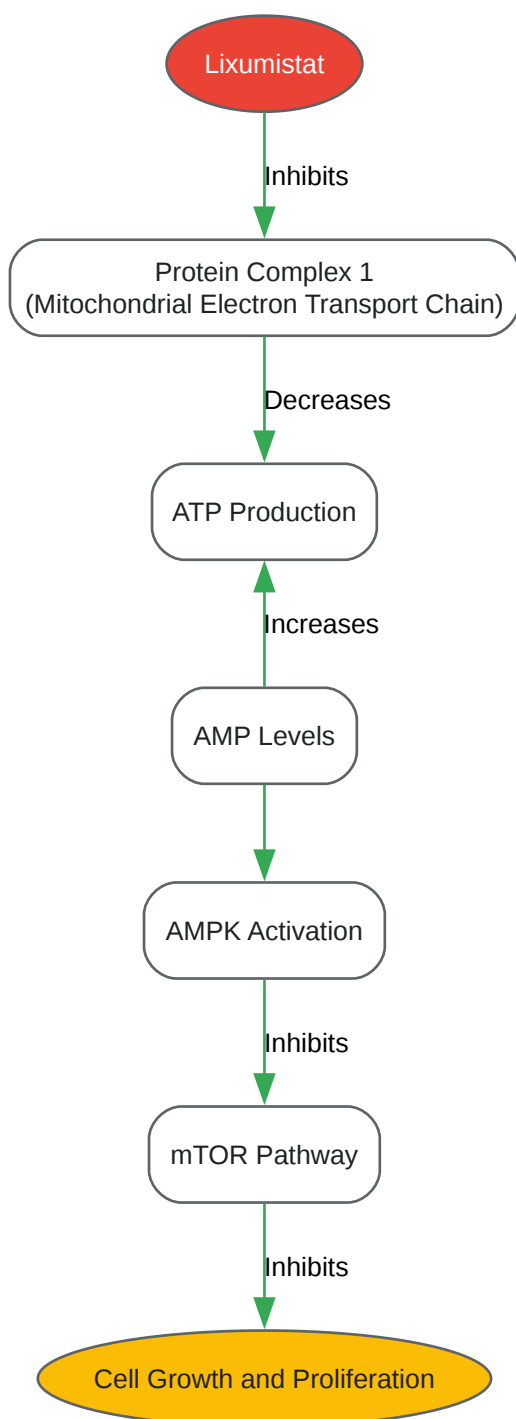 Lixumistat
Inhibits
Protein Complex 1
(Mitochondrial Electron Transport Chain)
Decreases
ATP Production
Increases
AMP Levels
AMPK Activation
Inhibits
mTOR Pathway
Inhibits
Cell Growth and Proliferation